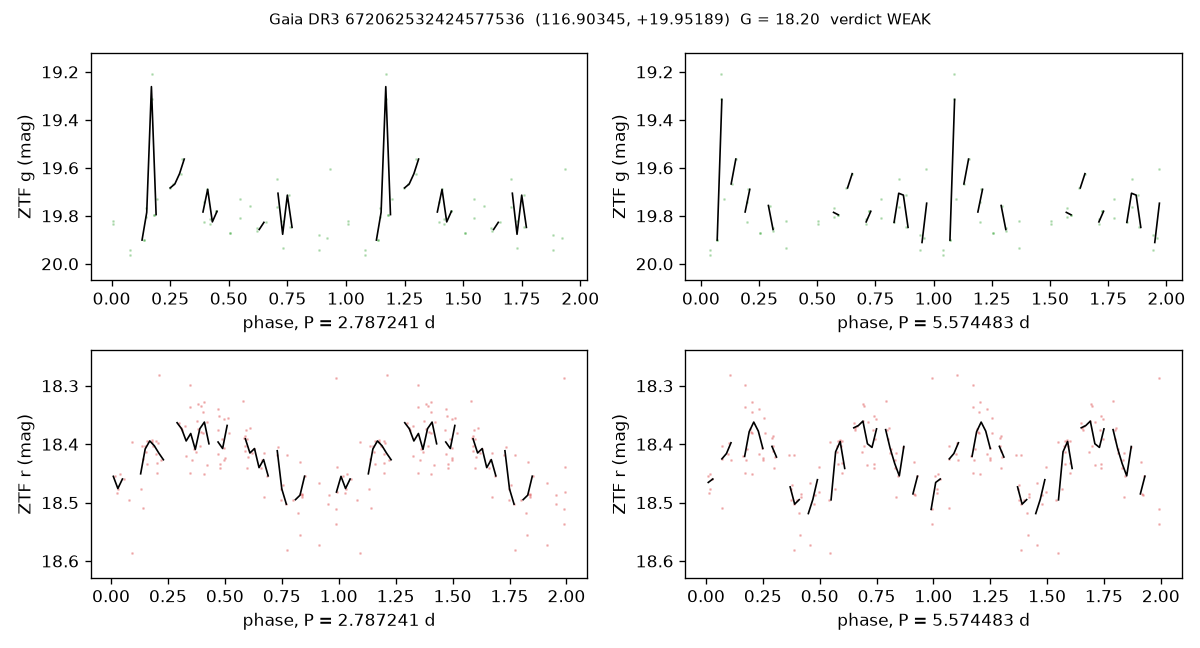 Gaia DR3 672062532424577536  (116.90345, +19.95189)  G = 18.20  verdict WEAK
ZTF g (mag)
19.2
19.4
19.6
19.8
20.0
0.00 0.25 0.50 0.75 1.00 1.25 1.50 1.75 2.00
phase, P = 2.787241 d
ZTF g (mag)
19.2
19.4
19.6
19.8
20.0
0.00 0.25 0.50 0.75 1.00 1.25 1.50 1.75 2.00
phase, P = 5.574483 d
ZTF r (mag)
18.3
18.4
18.5
18.6
0.00 0.25 0.50 0.75 1.00 1.25 1.50 1.75 2.00
phase, P = 2.787241 d
ZTF r (mag)
18.3
18.4
18.5
18.6
0.00 0.25 0.50 0.75 1.00 1.25 1.50 1.75 2.00
phase, P = 5.574483 d